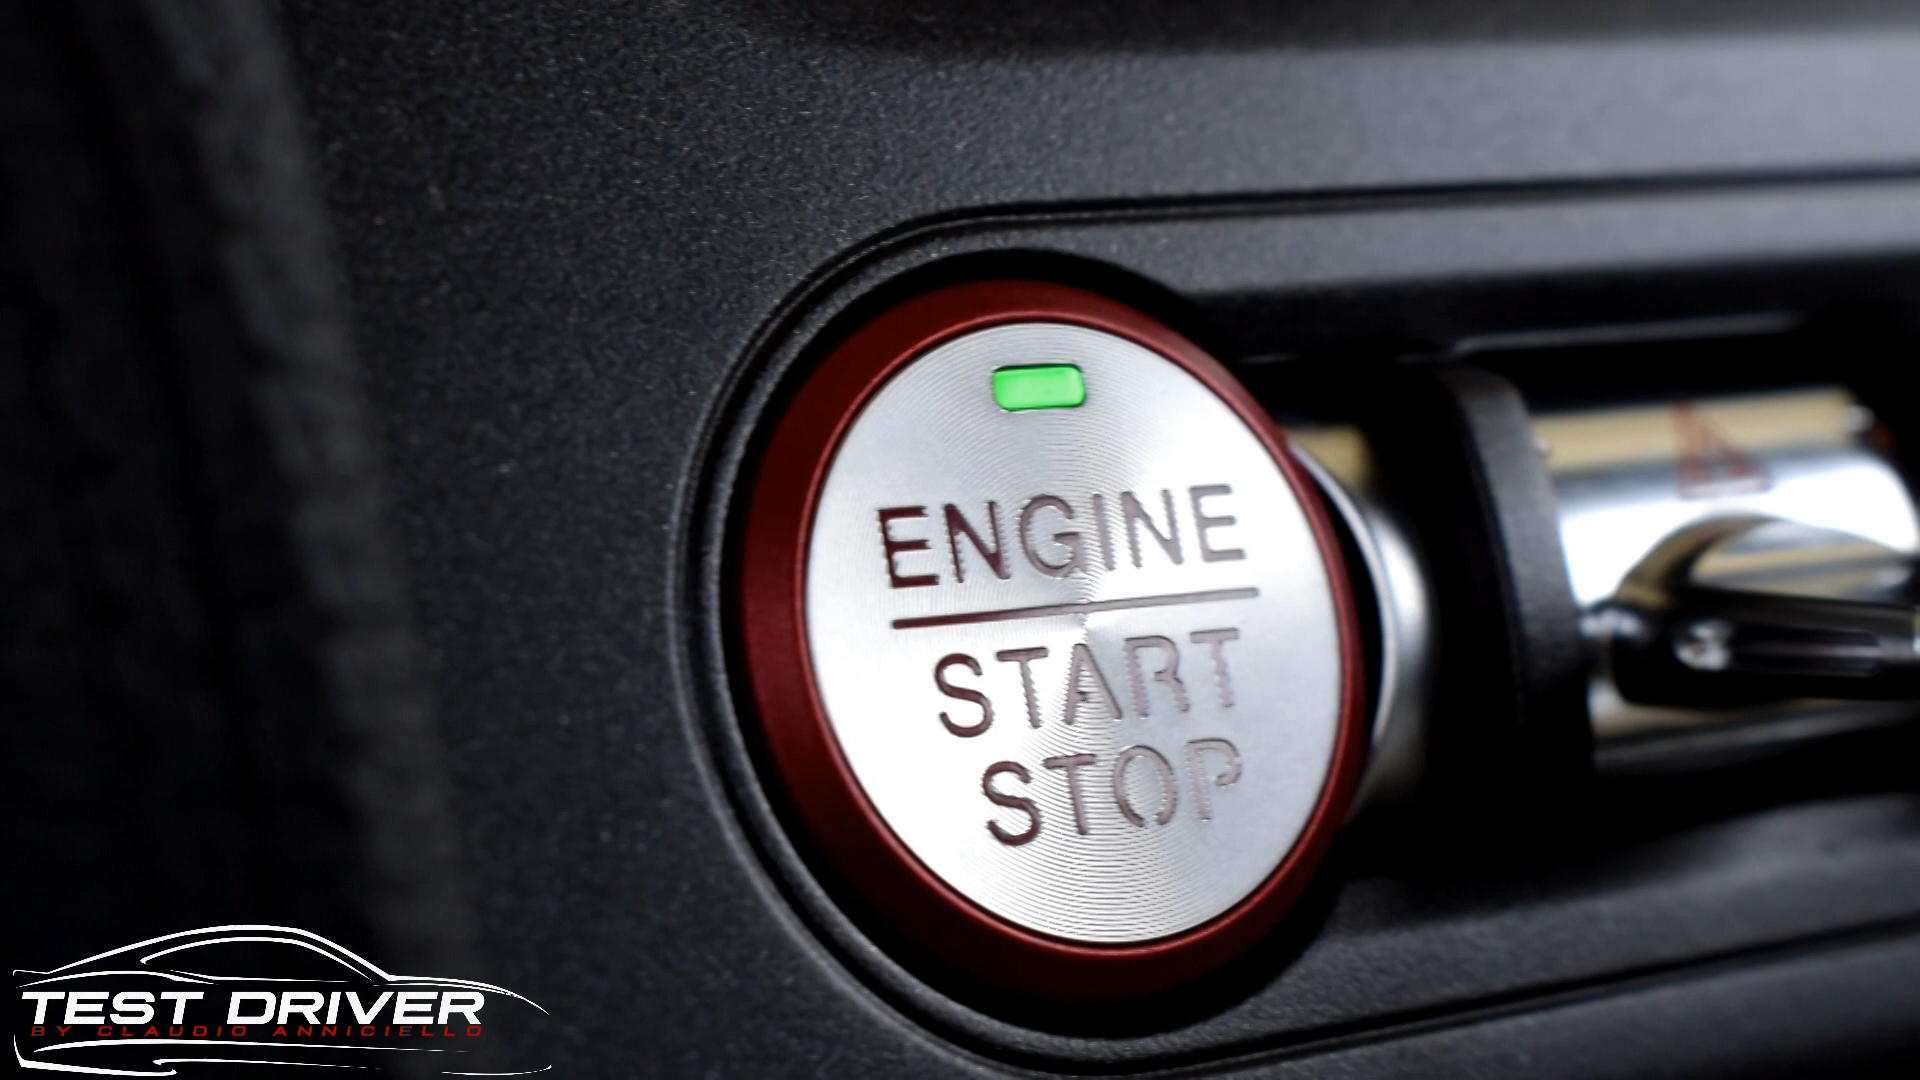 ENGINE
START
STOP
TEST DRIVER
BY CLAUDIO ANNICIELLO